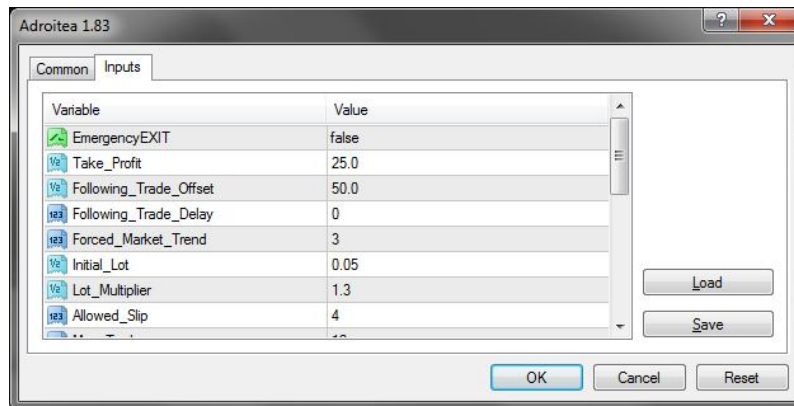 Adroitea 1.83
Common Inputs
Variable Value
EmergencyEXIT false
Take_Profit 25.0
Following_Trade_Offset 50.0
Following_Trade_Delay 0
Forced_Market_Trend 3
Initial_Lot 0.05
Lot_Multiplier 1.3
Allowed_Slip 4
Load
Save
OK Cancel Reset